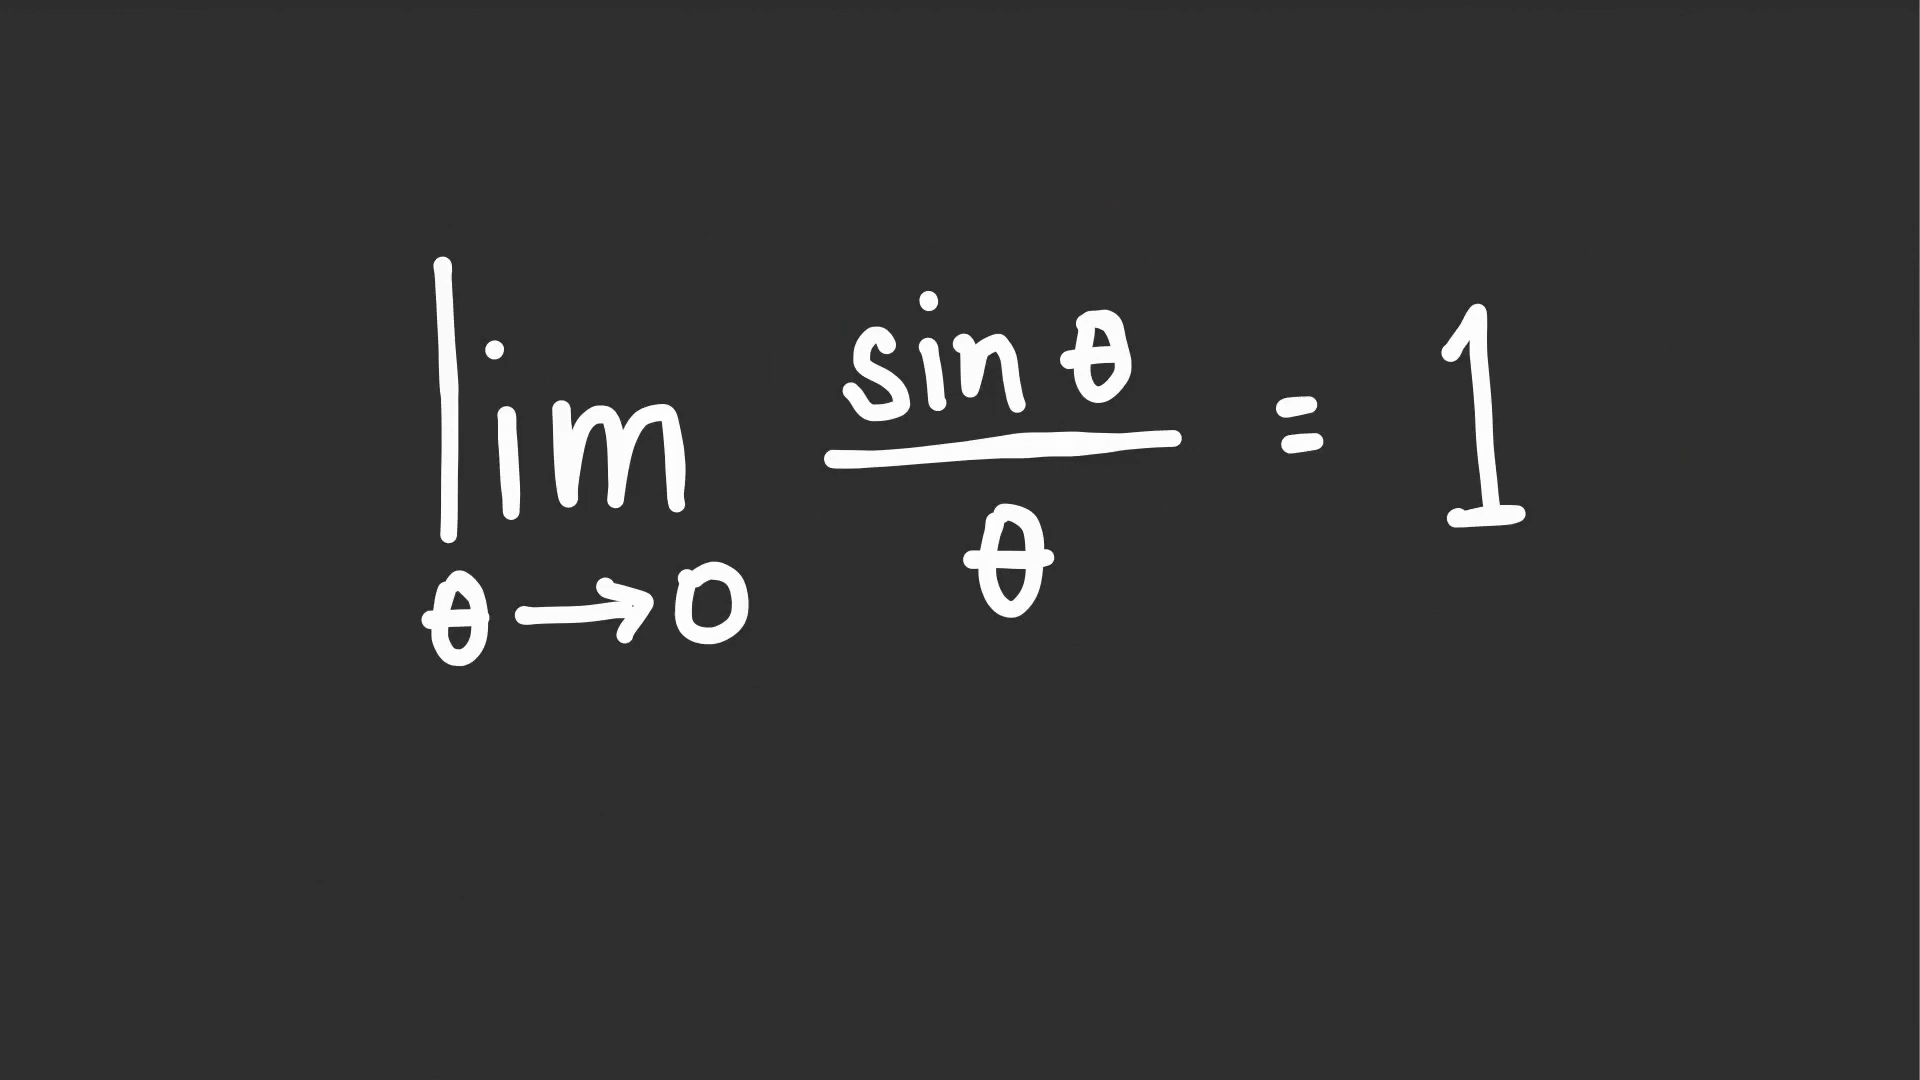 lim sin θ / θ = 1
θ → 0